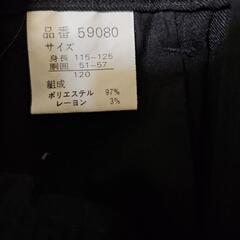 品番 59080
サイズ
身長 115-125
胴囲 51-57
120
組成
ポリエステル 97%
レーヨン 3%